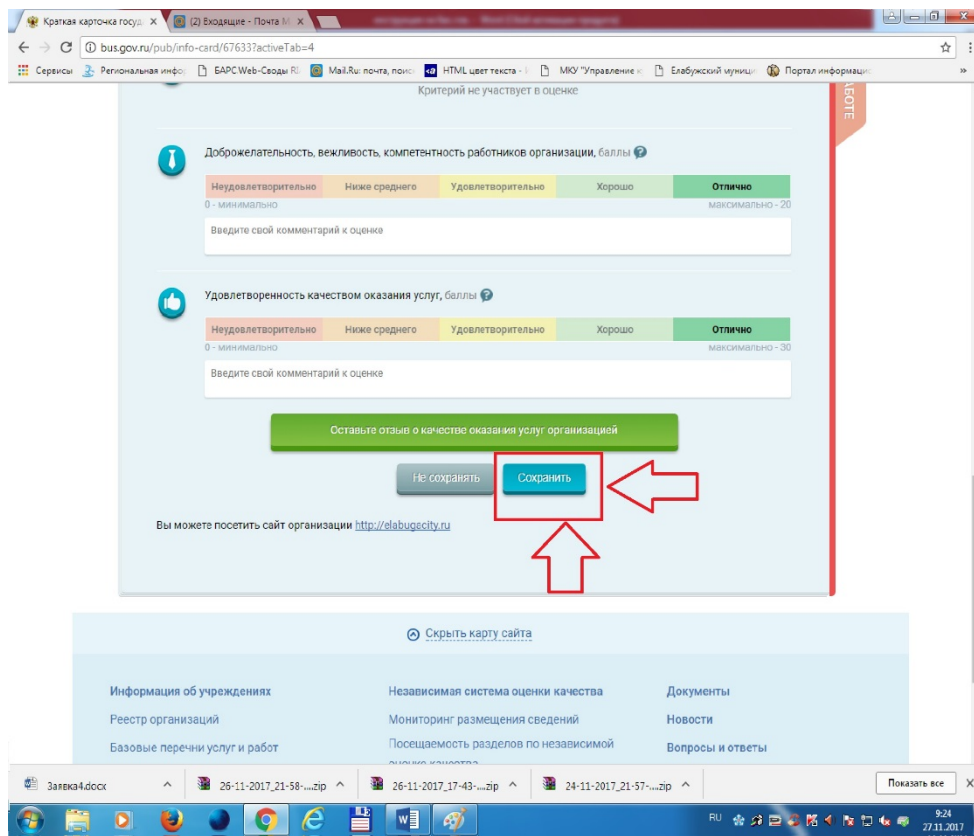 Краткая карточка госуд X (2) Входящие - Почта M X
bus.gov.ru/pub/info-card/67633?activeTab=4
Сервисы Региональная инфо БАРС.Web-Своды Mail.Ru: почта, поис HTML цвет текста - МКУ "Управление Елабужский муници Портал информаци »
Критерий не участвует в оценке
АБОТЕ
Доброжелательность, вежливость, компетентность работников организации, баллы ?
Неудовлетворительно Ниже среднего Удовлетворительно Хорошо Отлично
0 - минимально максимально - 20
Введите свой комментарий к оценке
Удовлетворенность качеством оказания услуг, баллы ?
Неудовлетворительно Ниже среднего Удовлетворительно Хорошо Отлично
0 - минимально максимально - 30
Введите свой комментарий к оценке
Оставьте отзыв о качестве оказания услуг организацией
Не сохранять Сохранить
Вы можете посетить сайт организации http://elabugacity.ru
Скрыть карту сайта
Информация об учреждениях Независимая система оценки качества Документы
Реестр организаций Мониторинг размещения сведений Новости
Базовые перечни услуг и работ Посещаемость разделов по независимой Вопросы и ответы
оценке качества
Заявка4.docx 26-11-2017_21-58-....zip 26-11-2017_17-43-....zip 24-11-2017_21-57-....zip Показать все X
RU 9:24
27.11.2017